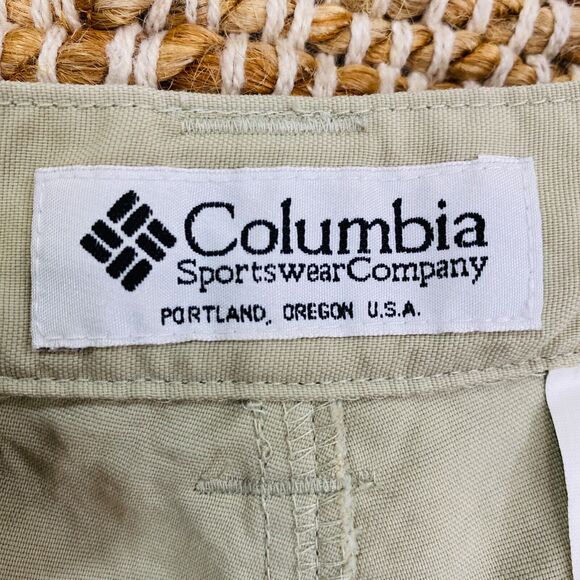 Columbia
SportswearCompany
PORTLAND, OREGON U.S.A.